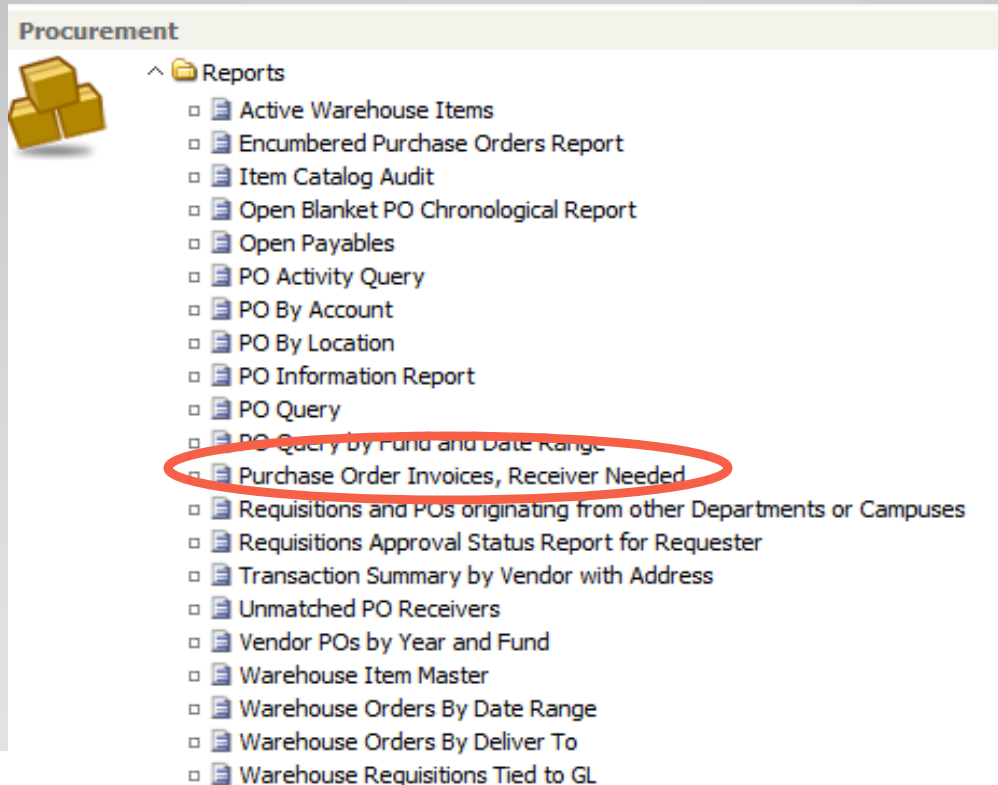 Procurement
Reports
Active Warehouse Items
Encumbered Purchase Orders Report
Item Catalog Audit
Open Blanket PO Chronological Report
Open Payables
PO Activity Query
PO By Account
PO By Location
PO Information Report
PO Query
PO Query by Fund and Date Range
Purchase Order Invoices, Receiver Needed
Requisitions and POs originating from other Departments or Campuses
Requisitions Approval Status Report for Requester
Transaction Summary by Vendor with Address
Unmatched PO Receivers
Vendor POs by Year and Fund
Warehouse Item Master
Warehouse Orders By Date Range
Warehouse Orders By Deliver To
Warehouse Requisitions Tied to GL